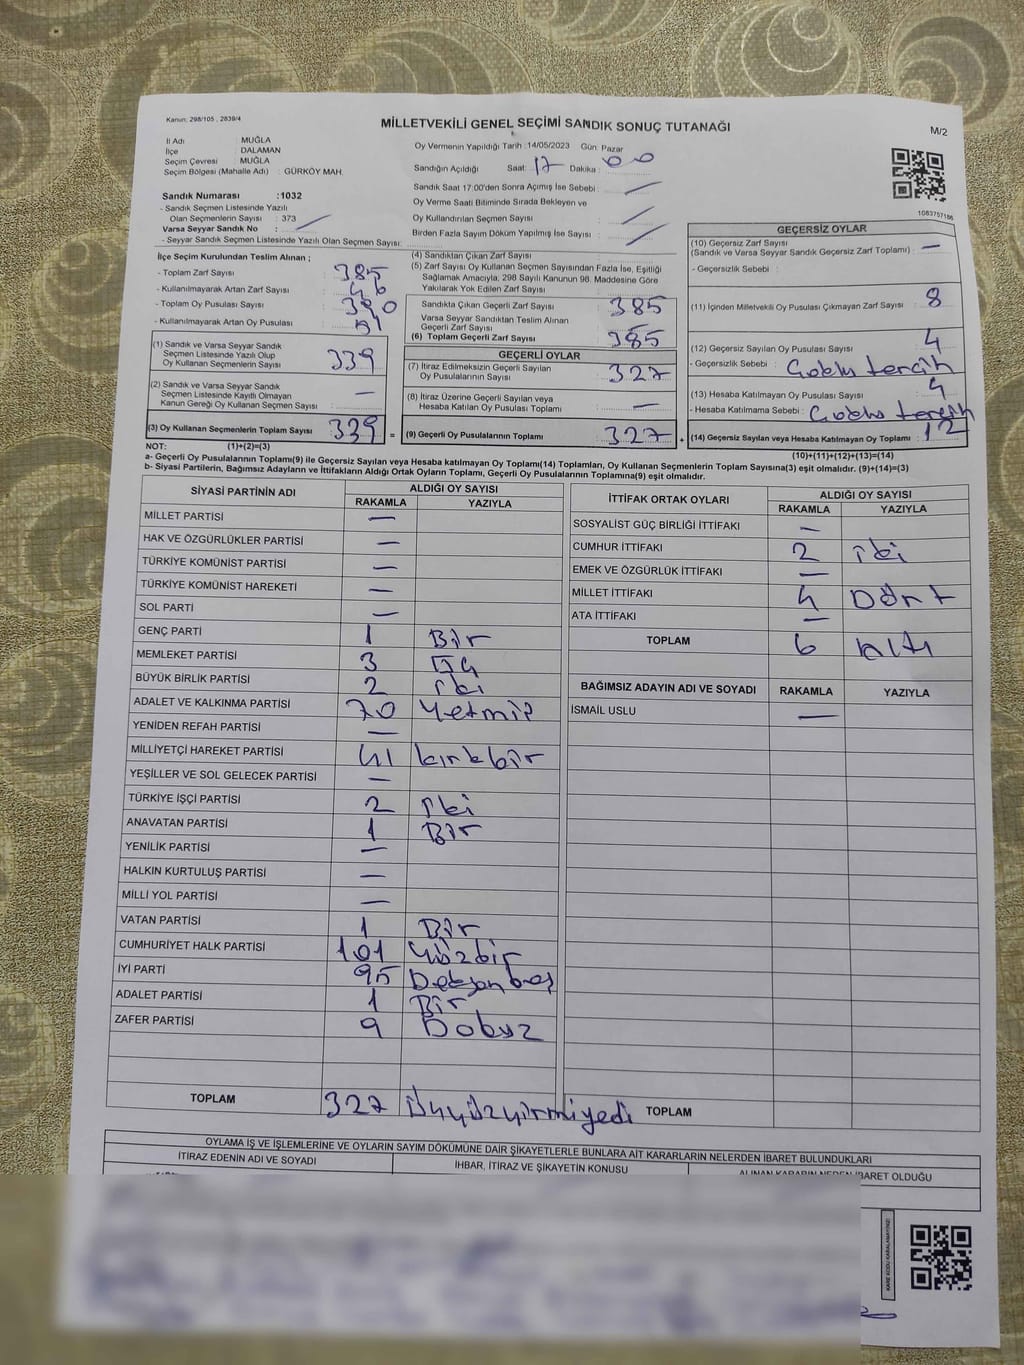 Kanun: 298/105 , 2839/4
MİLLETVEKİLİ GENEL SEÇİMİ SANDIK SONUÇ TUTANAĞI
M/2
İl Adı : MUĞLA
İlçe : DALAMAN
Seçim Çevresi : MUĞLA
Seçim Bölgesi (Mahalle Adı) : GÜRKÖY MAH.
Sandık Numarası :1032
- Sandık Seçmen Listesinde Yazılı
Olan Seçmenlerin Sayısı : 373
Varsa Seyyar Sandık No :
- Seyyar Sandık Seçmen Listesinde Yazılı Olan Seçmen Sayısı:
Oy Vermenin Yapıldığı Tarih :14/05/2023 Gün: Pazar
Sandığın Açıldığı Saat: 17 Dakika : 00
Sandık Saat 17:00'den Sonra Açımış İse Sebebi :
Oy Verme Saati Bitiminde Sırada Bekleyen ve
Oy Kullandırılan Seçmen Sayısı :
Birden Fazla Sayım Döküm Yapılmış İse Sayısı :
1083757186
İlçe Seçim Kurulundan Teslim Alınan ;
- Toplam Zarf Sayısı : 385
- Kullanılmayarak Artan Zarf Sayısı : 46
- Toplam Oy Pusulası Sayısı :
- Kullanılmayarak Artan Oy Pusulası :
(1) Sandık ve Varsa Seyyar Sandık
Seçmen Listesinde Yazılı Olup
Oy Kullanan Seçmenlerin Sayısı : 339
(2) Sandık ve Varsa Seyyar Sandık
Seçmen Listesinde Kayıtlı Olmayan
Kanun Gereği Oy Kullanan Seçmen Sayısı : —
(3) Oy Kullanan Seçmenlerin Toplam Sayısı : 339 =
(4) Sandıktan Çıkan Zarf Sayısı :
(5) Zarf Sayısı Oy Kullanan Seçmen Sayısından Fazla İse, Eşitliği
Sağlamak Amacıyla, 298 Sayılı Kanunun 98. Maddesine Göre
Yakılarak Yok Edilen Zarf Sayısı :
Sandıkta Çıkan Geçerli Zarf Sayısı : 385
Varsa Seyyar Sandıktan Teslim Alınan
Geçerli Zarf Sayısı :
(6) Toplam Geçerli Zarf Sayısı : 385
GEÇERLİ OYLAR
(7) İtiraz Edilmeksizin Geçerli Sayılan
Oy Pusulalarının Sayısı : 327
(8) İtiraz Üzerine Geçerli Sayılan veya
Hesaba Katılan Oy Pusulası Toplamı : —
(9) Geçerli Oy Pusulalarının Toplamı : 327 +
GEÇERSİZ OYLAR
(10) Geçersiz Zarf Sayısı
(Sandık ve Varsa Seyyar Sandık Geçersiz Zarf Toplamı) : —
- Geçersizlik Sebebi :
(11) İçinden Milletvekili Oy Pusulası Çıkmayan Zarf Sayısı : 8
(12) Geçersiz Sayılan Oy Pusulası Sayısı : 4
- Geçersizlik Sebebi : Çoklu tercih
(13) Hesaba Katılmayan Oy Pusulası Sayısı : 4
- Hesaba Katılmama Sebebi : Çoklu tercih
(14) Geçersiz Sayılan veya Hesaba Katılmayan Oy Toplamı : 12
NOT: (1)+(2)=(3)
(10)+(11)+(12)+(13)=(14)
a- Geçerli Oy Pusulalarının Toplamı(9) ile Geçersiz Sayılan veya Hesaba katılmayan Oy Toplamı(14) Toplamları, Oy Kullanan Seçmenlerin Toplam Sayısına(3) eşit olmalıdır. (9)+(14)=(3)
b- Siyasi Partilerin, Bağımsız Adayların ve İttifakların Aldığı Ortak Oyların Toplamı, Geçerli Oy Pusulalarının Toplamına(9) eşit olmalıdır.
SİYASİ PARTİNİN ADI ALDIĞI OY SAYISI
RAKAMLA YAZIYLA
MİLLET PARTİSİ —
HAK VE ÖZGÜRLÜKLER PARTİSİ —
TÜRKİYE KOMÜNİST PARTİSİ —
TÜRKİYE KOMÜNİST HAREKETİ —
SOL PARTİ —
GENÇ PARTİ 1 Bir
MEMLEKET PARTİSİ 3 Üç
BÜYÜK BİRLİK PARTİSİ 2 iki
ADALET VE KALKINMA PARTİSİ 70 Yetmiş
YENİDEN REFAH PARTİSİ —
MİLLİYETÇİ HAREKET PARTİSİ 41 kırkbir
YEŞİLLER VE SOL GELECEK PARTİSİ —
TÜRKİYE İŞÇİ PARTİSİ 2 iki
ANAVATAN PARTİSİ 1 Bir
YENİLİK PARTİSİ —
HALKIN KURTULUŞ PARTİSİ —
MİLLİ YOL PARTİSİ —
VATAN PARTİSİ 1 Bir
CUMHURİYET HALK PARTİSİ 101 Yüzbir
İYİ PARTİ 95 Doksanbeş
ADALET PARTİSİ 1 Bir
ZAFER PARTİSİ 9 Dokuz
TOPLAM 327 Üçyüzyirmiyedi
İTTİFAK ORTAK OYLARI ALDIĞI OY SAYISI
RAKAMLA YAZIYLA
SOSYALİST GÜÇ BİRLİĞİ İTTİFAKI —
CUMHUR İTTİFAKI 2 iki
EMEK VE ÖZGÜRLÜK İTTİFAKI —
MİLLET İTTİFAKI 4 Dört
ATA İTTİFAKI —
TOPLAM 6 Altı
BAĞIMSIZ ADAYIN ADI VE SOYADI RAKAMLA YAZIYLA
İSMAİL USLU —
TOPLAM
OYLAMA İŞ VE İŞLEMLERİNE VE OYLARIN SAYIM DÖKÜMÜNE DAİR ŞİKAYETLERLE BUNLARA AİT KARARLARIN NELERDEN İBARET BULUNDUKLARI
İTİRAZ EDENİN ADI VE SOYADI İHBAR, İTİRAZ VE ŞİKAYETİN KONUSU ALINAN KARARIN NEDEN İBARET OLDUĞU
KARE KODU KARALAMAYINIZ!